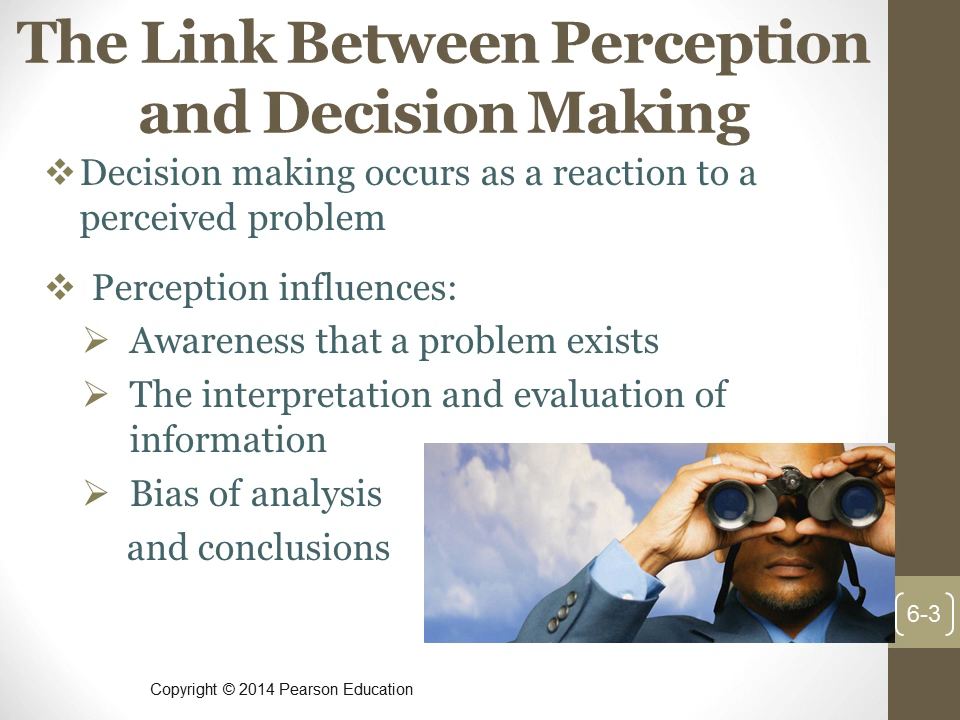 The Link Between Perception
and Decision Making
❖ Decision making occurs as a reaction to a
perceived problem
❖ Perception influences:
➢ Awareness that a problem exists
➢ The interpretation and evaluation of
information
➢ Bias of analysis
and conclusions
6-3
Copyright © 2014 Pearson Education